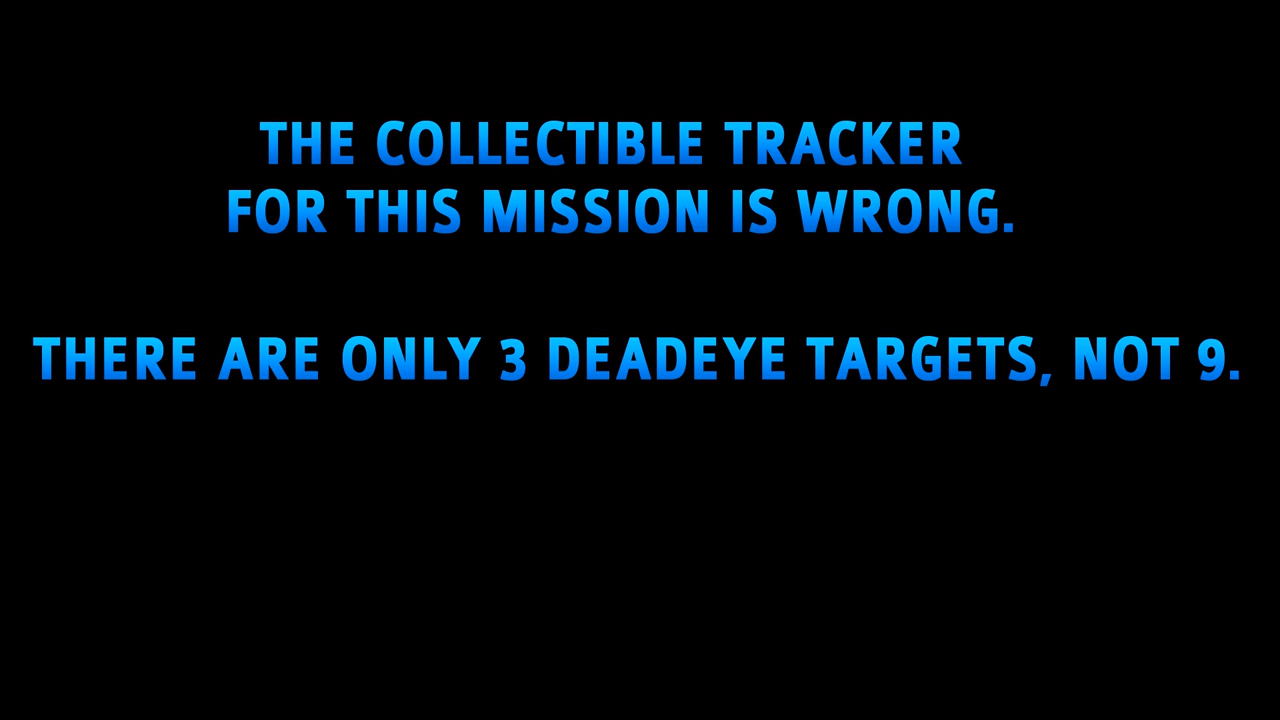 THE COLLECTIBLE TRACKER
FOR THIS MISSION IS WRONG.
THERE ARE ONLY 3 DEADEYE TARGETS, NOT 9.